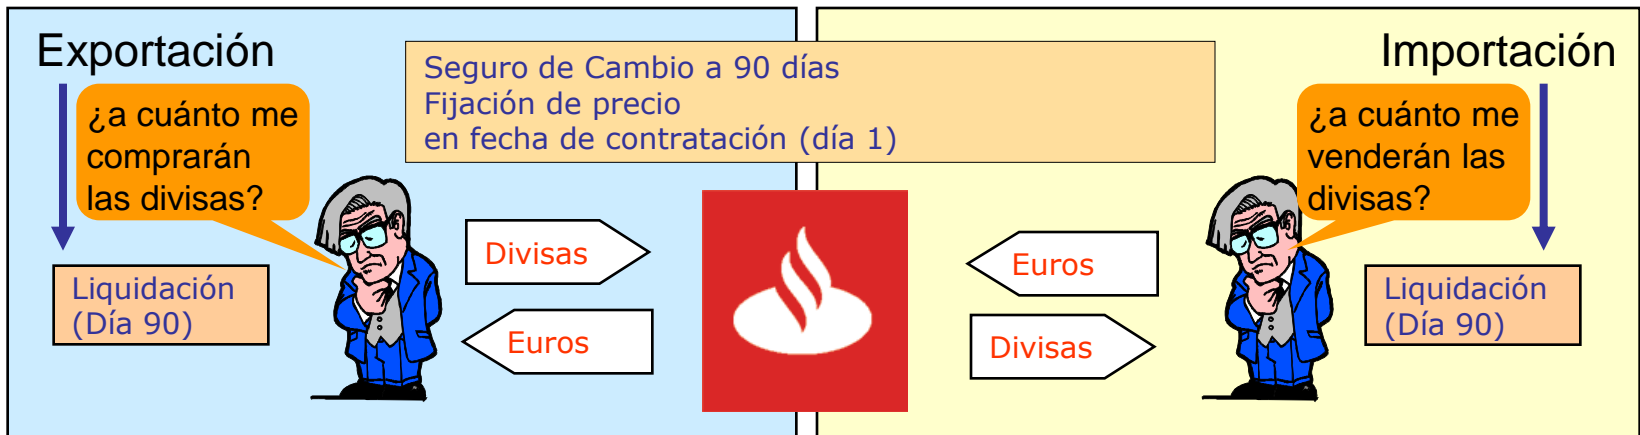 Exportación
Seguro de Cambio a 90 días
Fijación de precio
en fecha de contratación (día 1)
Importación
¿a cuánto me
comprarán
las divisas?
¿a cuánto me
venderán las
divisas?
Divisas
Euros
Euros
Divisas
Liquidación
(Día 90)
Liquidación
(Día 90)